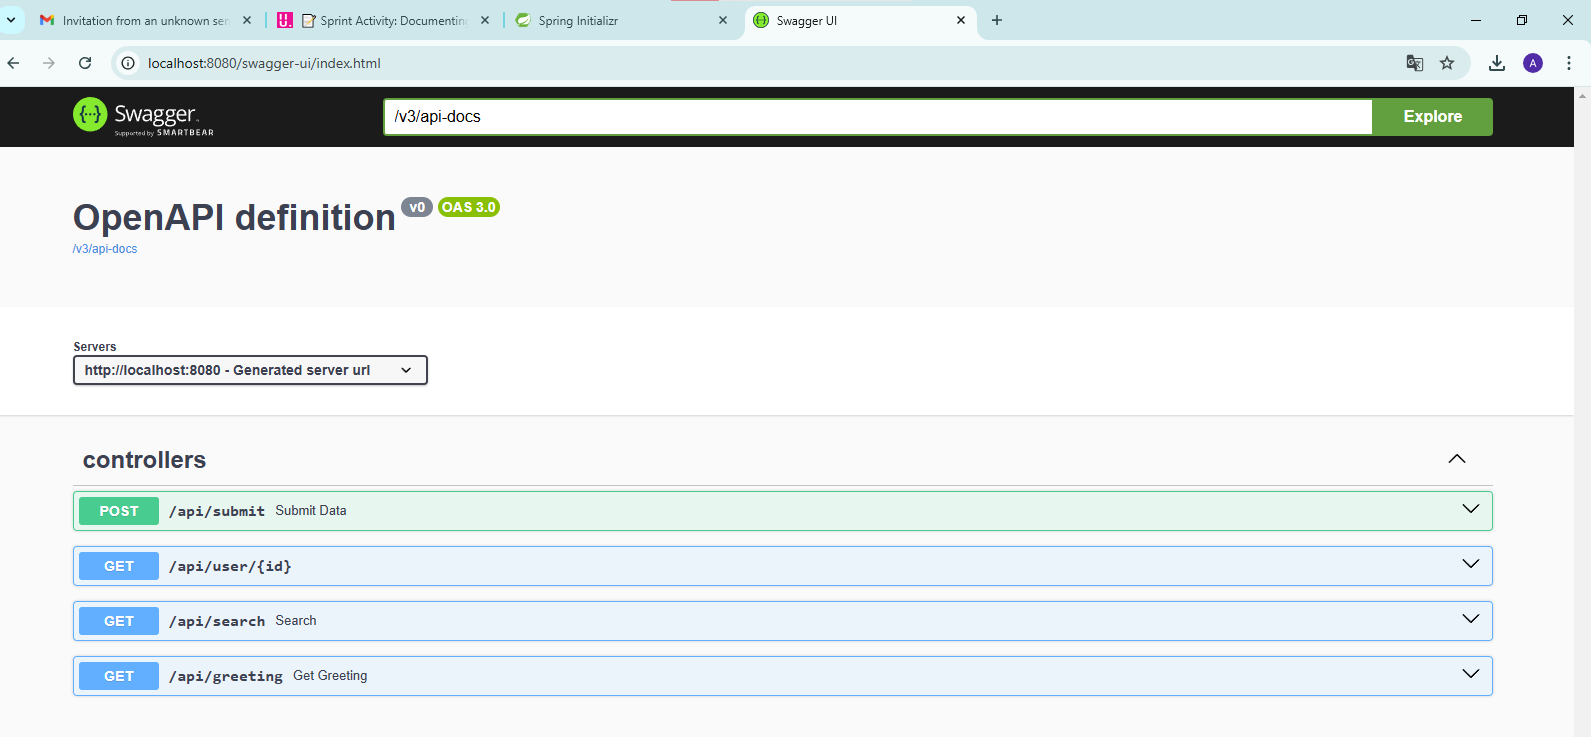 Invitation from an unknown sen
Sprint Activity: Documentin
Spring Initializr
Swagger UI
localhost:8080/swagger-ui/index.html
A
Swagger
Supported by SMARTBEAR
/v3/api-docs
Explore
OpenAPI definition v0 OAS 3.0
/v3/api-docs
Servers
http://localhost:8080 - Generated server url
controllers
POST /api/submit Submit Data
GET /api/user/{id}
GET /api/search Search
GET /api/greeting Get Greeting